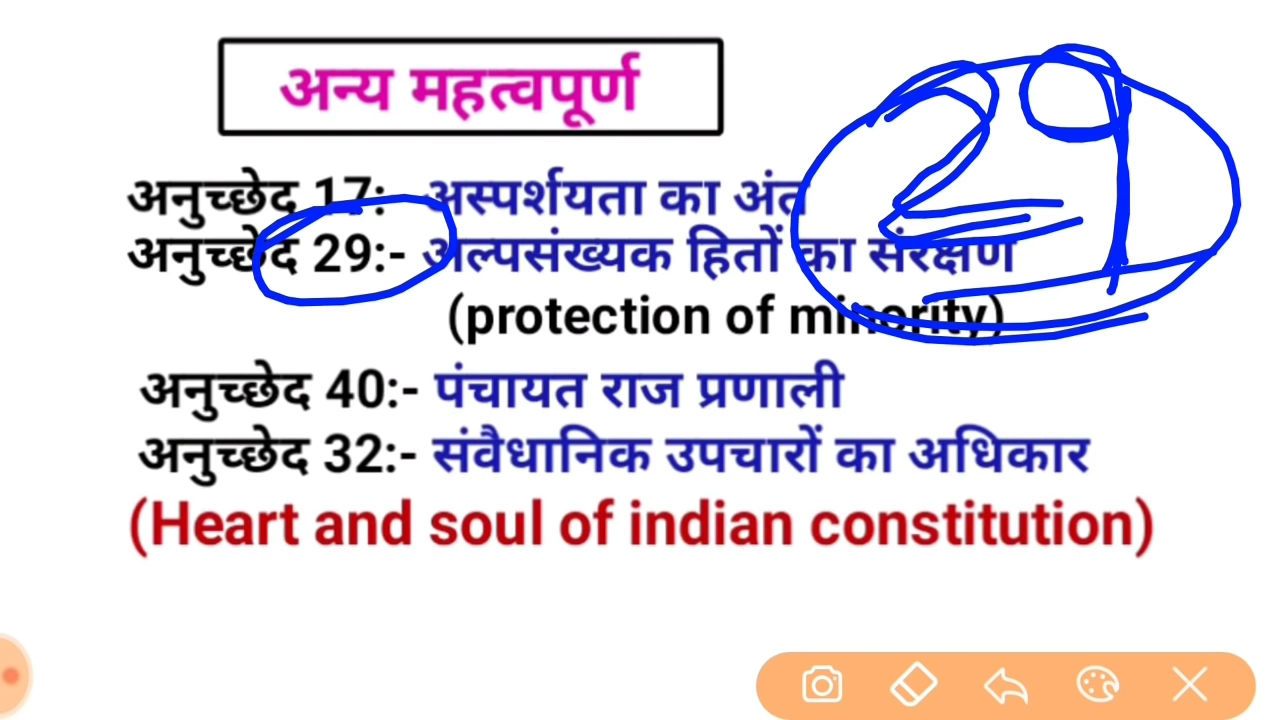 अन्य महत्वपूर्ण
अनुच्छेद 17:- अस्पर्शयता का अंत
अनुच्छेद 29:- अल्पसंख्यक हितों का संरक्षण
(protection of minority)
अनुच्छेद 40:- पंचायत राज प्रणाली
अनुच्छेद 32:- संवैधानिक उपचारों का अधिकार
(Heart and soul of indian constitution)
29